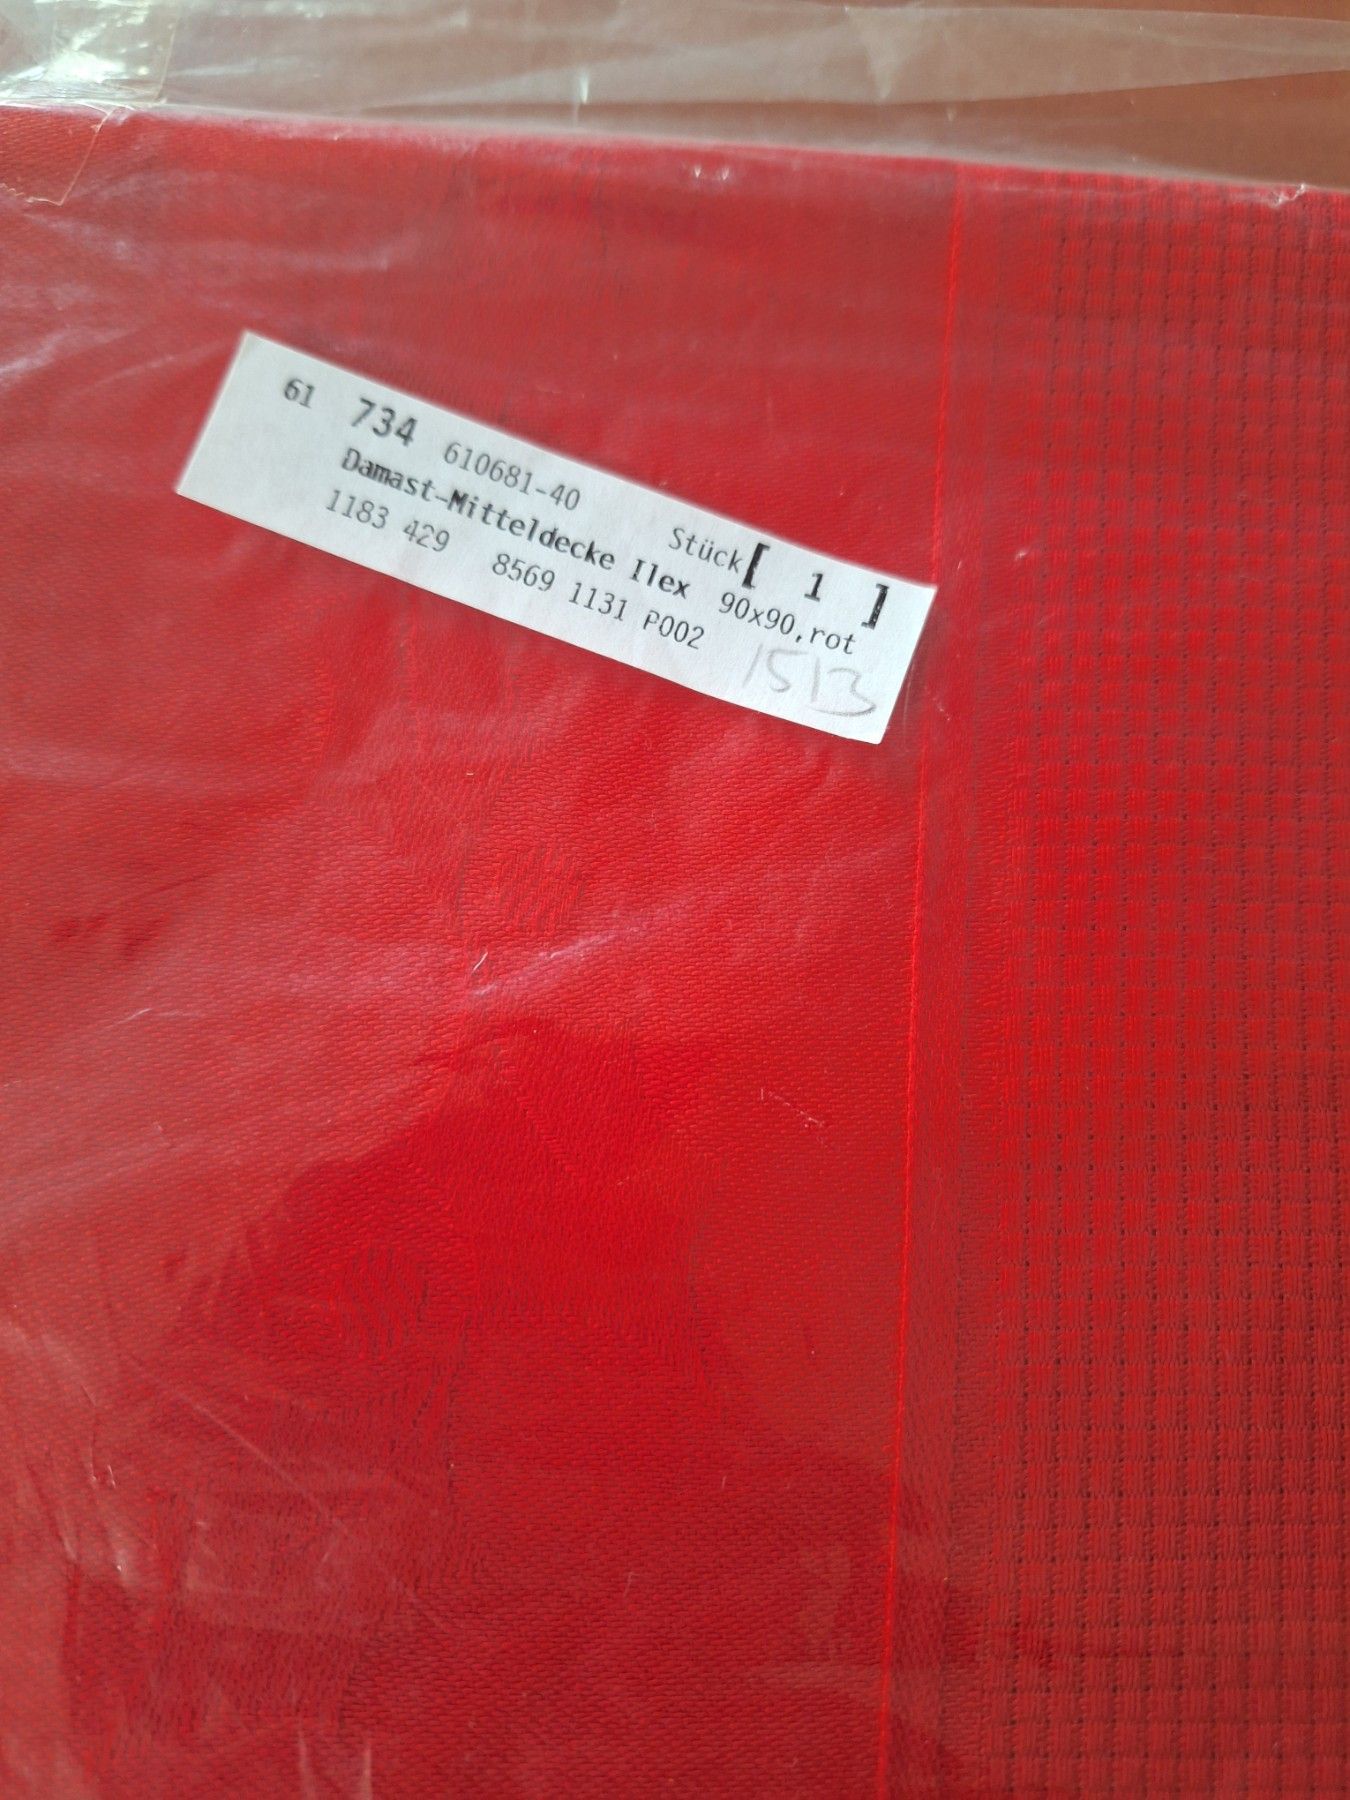 61 734 610681-40 Stück[ 1 ]
Damast-Mitteldecke Ilex 90x90,rot
1183 429 8569 1131 P002
1513